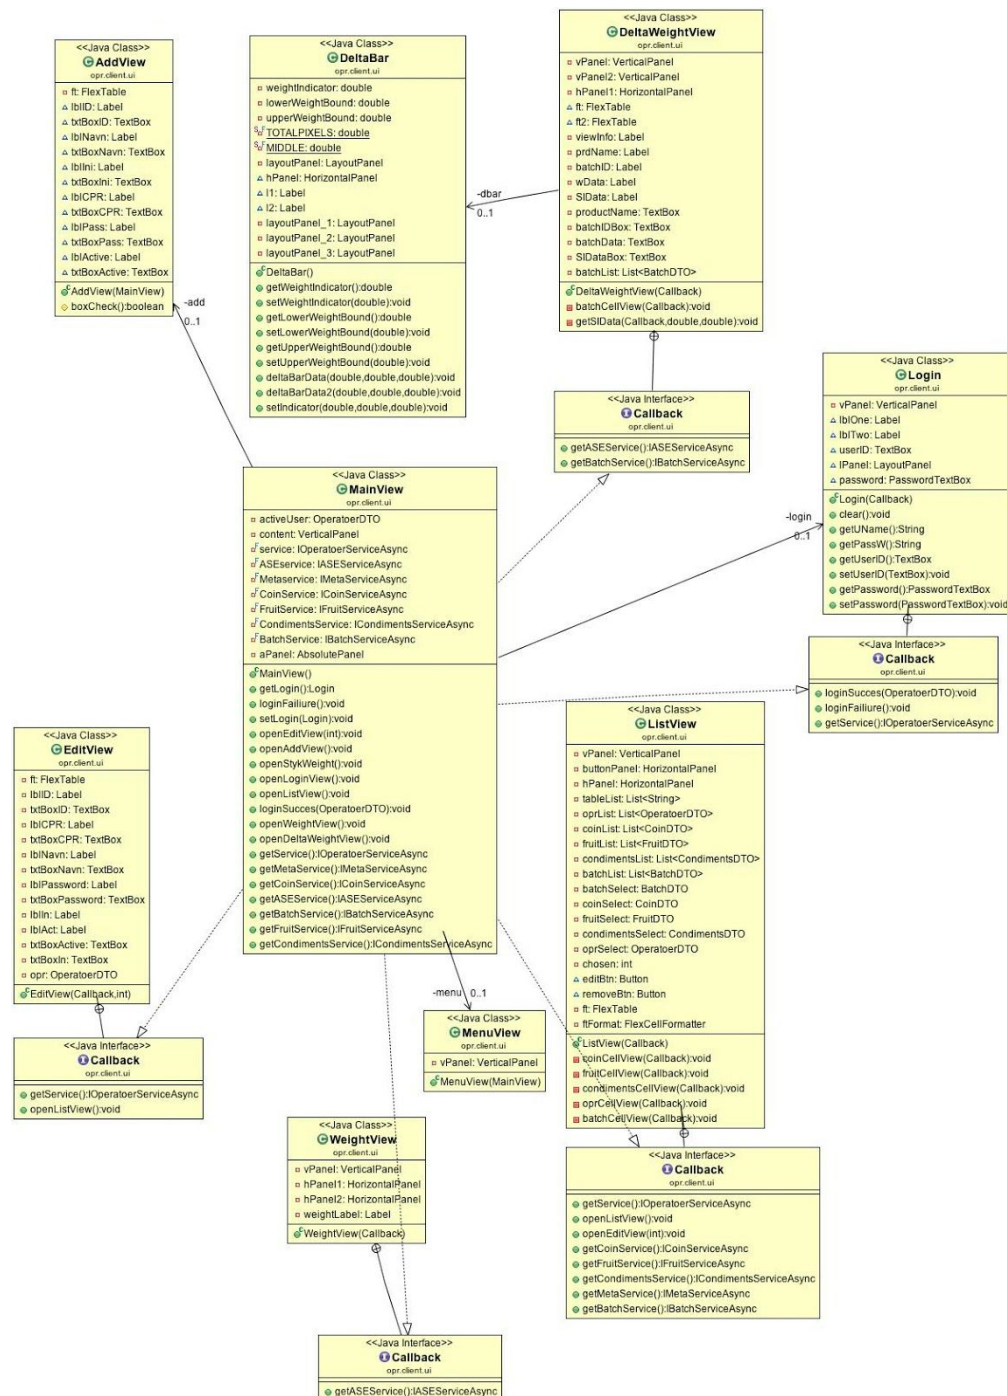 <<Java Class>>
AddView
opr.client.ui
ft: FlexTable
lblID: Label
txtBoxID: TextBox
lblNavn: Label
txtBoxNavn: TextBox
lblIni: Label
txtBoxIni: TextBox
lblCPR: Label
txtBoxCPR: TextBox
lblPass: Label
txtBoxPass: TextBox
lblActive: Label
txtBoxActive: TextBox
AddView(MainView)
boxCheck():boolean
<<Java Class>>
DeltaBar
opr.client.ui
weightIndicator: double
lowerWeightBound: double
upperWeightBound: double
TOTALPIXELS: double
MIDDLE: double
layoutPanel: LayoutPanel
hPanel: HorizontalPanel
l1: Label
l2: Label
layoutPanel_1: LayoutPanel
layoutPanel_2: LayoutPanel
layoutPanel_3: LayoutPanel
DeltaBar()
getWeightIndicator():double
setWeightIndicator(double):void
getLowerWeightBound():double
setLowerWeightBound(double):void
getUpperWeightBound():double
setUpperWeightBound(double):void
deltaBarData(double,double,double):void
deltaBarData2(double,double,double):void
setIndicator(double,double,double):void
<<Java Class>>
DeltaWeightView
opr.client.ui
vPanel: VerticalPanel
vPanel2: VerticalPanel
hPanel1: HorizontalPanel
ft: FlexTable
ft2: FlexTable
viewInfo: Label
prdName: Label
batchID: Label
wData: Label
SIData: Label
productName: TextBox
batchIDBox: TextBox
batchData: TextBox
SIDataBox: TextBox
batchList: List<BatchDTO>
DeltaWeightView(Callback)
batchCellView(Callback):void
getSIData(Callback,double,double):void
-dbar
0..1
-add
0..1
<<Java Interface>>
Callback
opr.client.ui
getASEService():IASEServiceAsync
getBatchService():IBatchServiceAsync
<<Java Class>>
Login
opr.client.ui
vPanel: VerticalPanel
lblOne: Label
lblTwo: Label
userID: TextBox
lPanel: LayoutPanel
password: PasswordTextBox
Login(Callback)
clear():void
getUName():String
getPassW():String
getUserID():TextBox
setUserID(TextBox):void
getPassword():PasswordTextBox
setPassword(PasswordTextBox):void
-login
0..1
<<Java Interface>>
Callback
opr.client.ui
loginSucces(OperatoerDTO):void
loginFailiure():void
getService():IOperatoerServiceAsync
<<Java Class>>
MainView
opr.client.ui
activeUser: OperatoerDTO
content: VerticalPanel
service: IOperatoerServiceAsync
ASEservice: IASEServiceAsync
Metaservice: IMetaServiceAsync
CoinService: ICoinServiceAsync
FruitService: IFruitServiceAsync
CondimentsService: ICondimentsServiceAsync
BatchService: IBatchServiceAsync
aPanel: AbsolutePanel
MainView()
getLogin():Login
loginFailiure():void
setLogin(Login):void
openEditView(int):void
openAddView():void
openStykWeight():void
openLoginView():void
openListView():void
loginSucces(OperatoerDTO):void
openWeightView():void
openDeltaWeightView():void
getService():IOperatoerServiceAsync
getMetaService():IMetaServiceAsync
getCoinService():ICoinServiceAsync
getASEService():IASEServiceAsync
getBatchService():IBatchServiceAsync
getFruitService():IFruitServiceAsync
getCondimentsService():ICondimentsServiceAsync
<<Java Class>>
EditView
opr.client.ui
ft: FlexTable
lblID: Label
txtBoxID: TextBox
lblCPR: Label
txtBoxCPR: TextBox
lblNavn: Label
txtBoxNavn: TextBox
lblPassword: Label
txtBoxPassword: TextBox
lblIn: Label
lblAct: Label
txtBoxActive: TextBox
txtBoxIn: TextBox
opr: OperatoerDTO
EditView(Callback,int)
<<Java Interface>>
Callback
opr.client.ui
getService():IOperatoerServiceAsync
openListView():void
<<Java Class>>
ListView
opr.client.ui
vPanel: VerticalPanel
buttonPanel: HorizontalPanel
hPanel: HorizontalPanel
tableList: List<String>
oprList: List<OperatoerDTO>
coinList: List<CoinDTO>
fruitList: List<FruitDTO>
condimentsList: List<CondimentsDTO>
batchList: List<BatchDTO>
batchSelect: BatchDTO
coinSelect: CoinDTO
fruitSelect: FruitDTO
condimentsSelect: CondimentsDTO
oprSelect: OperatoerDTO
chosen: int
editBtn: Button
removeBtn: Button
ft: FlexTable
ftFormat: FlexCellFormatter
ListView(Callback)
coinCellView(Callback):void
fruitCellView(Callback):void
condimentsCellView(Callback):void
oprCellView(Callback):void
batchCellView(Callback):void
-menu
0..1
<<Java Class>>
MenuView
opr.client.ui
vPanel: VerticalPanel
MenuView(MainView)
<<Java Class>>
WeightView
opr.client.ui
vPanel: VerticalPanel
hPanel1: HorizontalPanel
hPanel2: HorizontalPanel
weightLabel: Label
WeightView(Callback)
<<Java Interface>>
Callback
opr.client.ui
getService():IOperatoerServiceAsync
openListView():void
openEditView(int):void
getCoinService():ICoinServiceAsync
getFruitService():IFruitServiceAsync
getCondimentsService():ICondimentsServiceAsync
getMetaService():IMetaServiceAsync
getBatchService():IBatchServiceAsync
<<Java Interface>>
Callback
opr.client.ui
getASEService():IASEServiceAsync